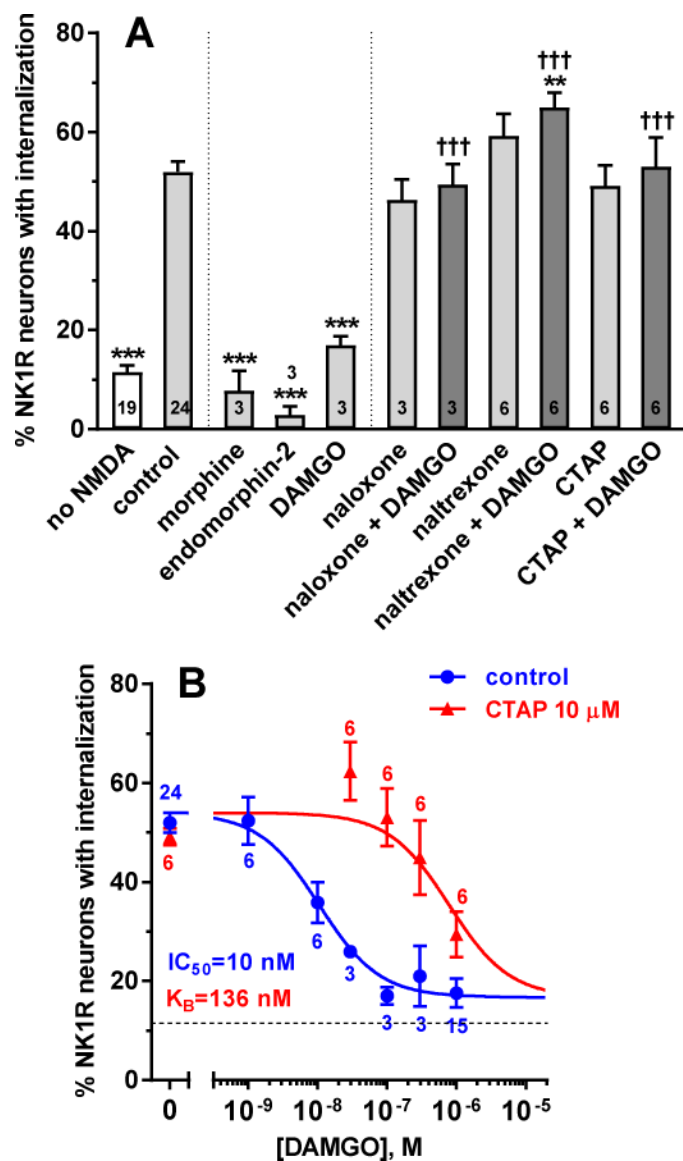 A
% NK1R neurons with internalization
80
60
40
20
0
***
19
24
***
3
3
***
***
3
3
†††
3
6
†††
**
6
6
†††
6
no NMDA
control
morphine
endomorphin-2
DAMGO
naloxone
naloxone + DAMGO
naltrexone
naltrexone + DAMGO
CTAP
CTAP + DAMGO
B
control
CTAP 10 μM
% NK1R neurons with internalization
80
60
40
20
0
24
6
6
6
3
3
3
15
6
6
6
6
IC50=10 nM
KB=136 nM
0
10-9
10-8
10-7
10-6
10-5
[DAMGO], M